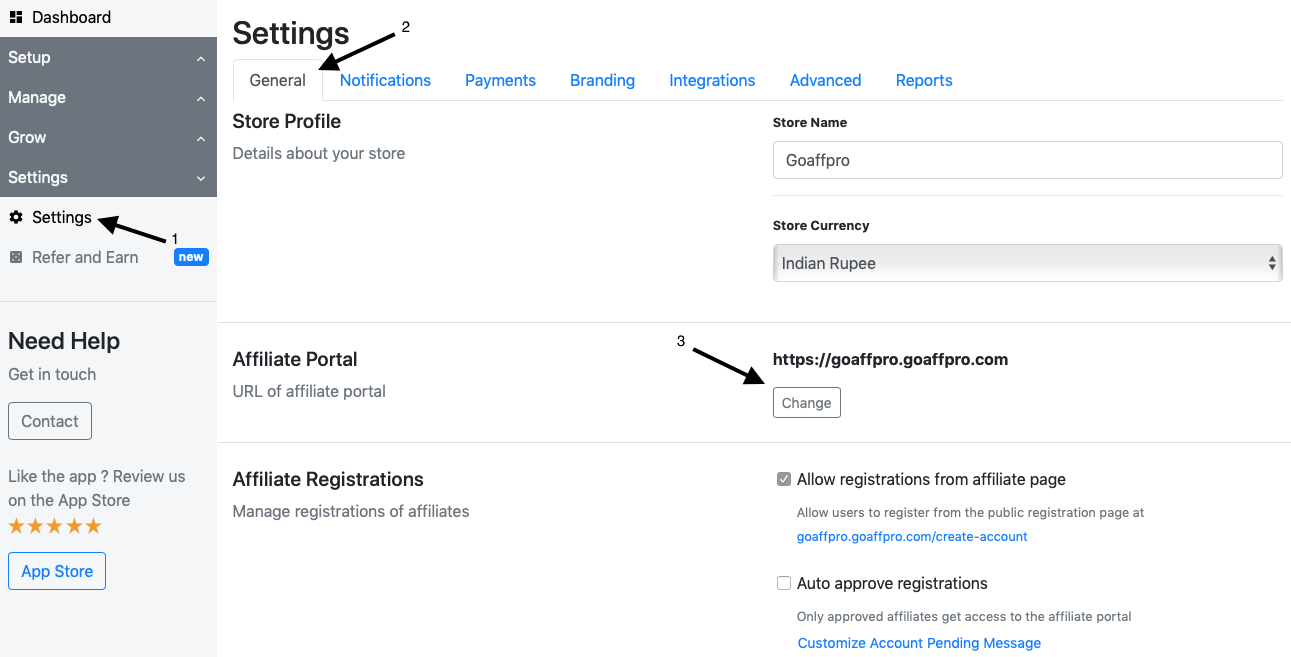 Dashboard
Setup
Manage
Grow
Settings
Settings
1
Refer and Earn
new
Need Help
Get in touch
Contact
Like the app ? Review us
on the App Store
App Store
Settings
2
General
Notifications
Payments
Branding
Integrations
Advanced
Reports
Store Profile
Details about your store
Store Name
Goaffpro
Store Currency
Indian Rupee
Affiliate Portal
URL of affiliate portal
3
https://goaffpro.goaffpro.com
Change
Affiliate Registrations
Manage registrations of affiliates
Allow registrations from affiliate page
Allow users to register from the public registration page at
goaffpro.goaffpro.com/create-account
Auto approve registrations
Only approved affiliates get access to the affiliate portal
Customize Account Pending Message